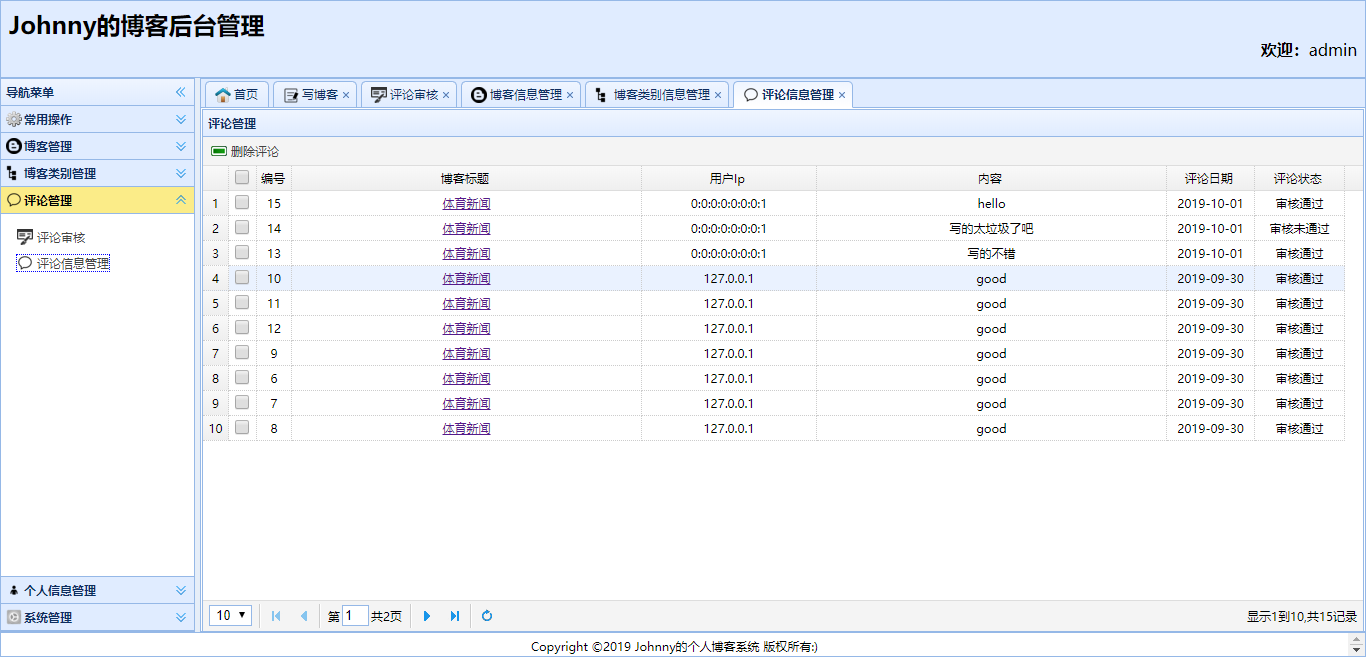 Johnny的博客后台管理
欢迎：admin
导航菜单
常用操作
博客管理
博客类别管理
评论管理
评论审核
评论信息管理
个人信息管理
系统管理
首页 写博客 评论审核 博客信息管理 博客类别信息管理 评论信息管理
评论管理
删除评论
编号 博客标题 用户Ip 内容 评论日期 评论状态
1 15 体育新闻 0:0:0:0:0:0:0:1 hello 2019-10-01 审核通过
2 14 体育新闻 0:0:0:0:0:0:0:1 写的太垃圾了吧 2019-10-01 审核未通过
3 13 体育新闻 0:0:0:0:0:0:0:1 写的不错 2019-10-01 审核通过
4 10 体育新闻 127.0.0.1 good 2019-09-30 审核通过
5 11 体育新闻 127.0.0.1 good 2019-09-30 审核通过
6 12 体育新闻 127.0.0.1 good 2019-09-30 审核通过
7 9 体育新闻 127.0.0.1 good 2019-09-30 审核通过
8 6 体育新闻 127.0.0.1 good 2019-09-30 审核通过
9 7 体育新闻 127.0.0.1 good 2019-09-30 审核通过
10 8 体育新闻 127.0.0.1 good 2019-09-30 审核通过
10 第 1 共2页 显示1到10,共15记录
Copyright ©2019 Johnny的个人博客系统 版权所有:)